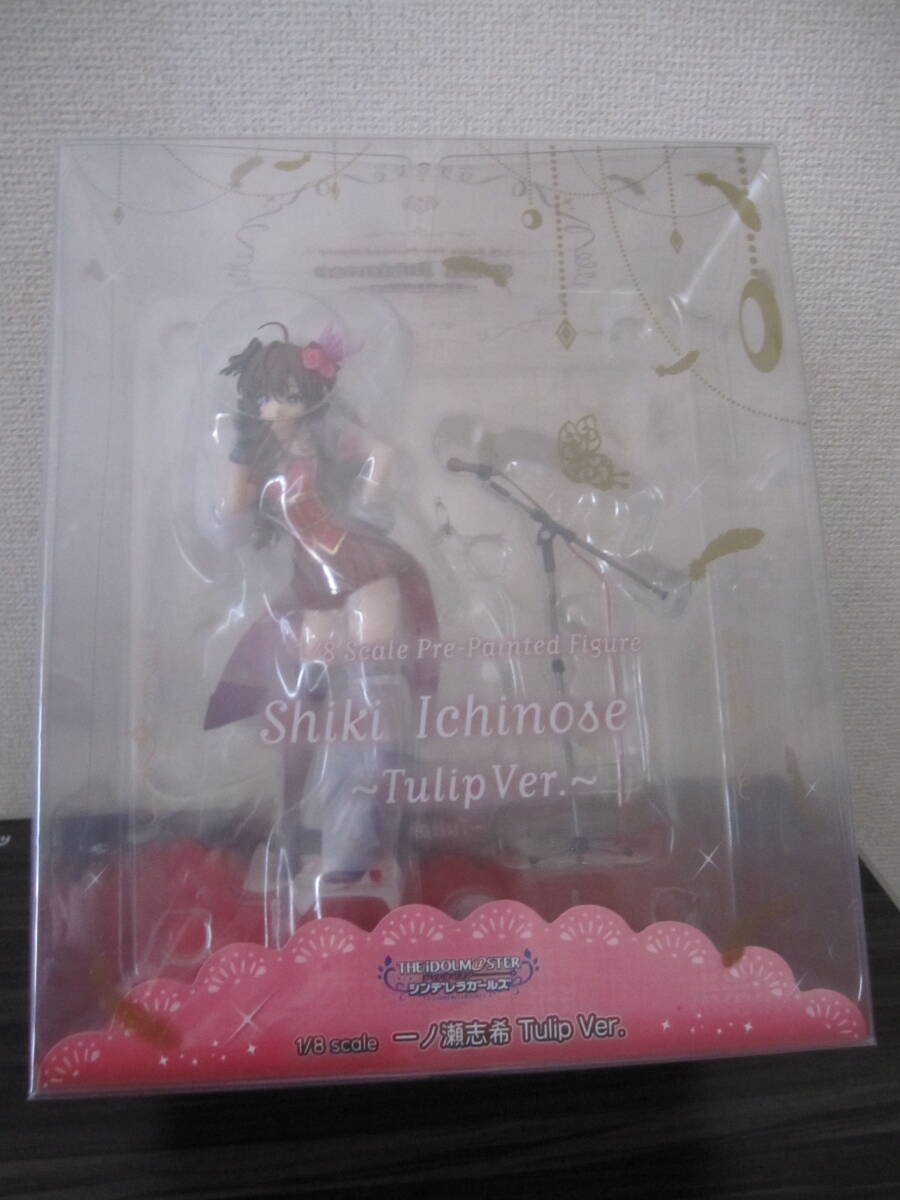 1/8 Scale Pre-Painted Figure
Shiki Ichinose
~Tulip Ver.~
THE iDOLM@STER
シンデレラガールズ
1/8 scale 一ノ瀬志希 Tulip Ver.